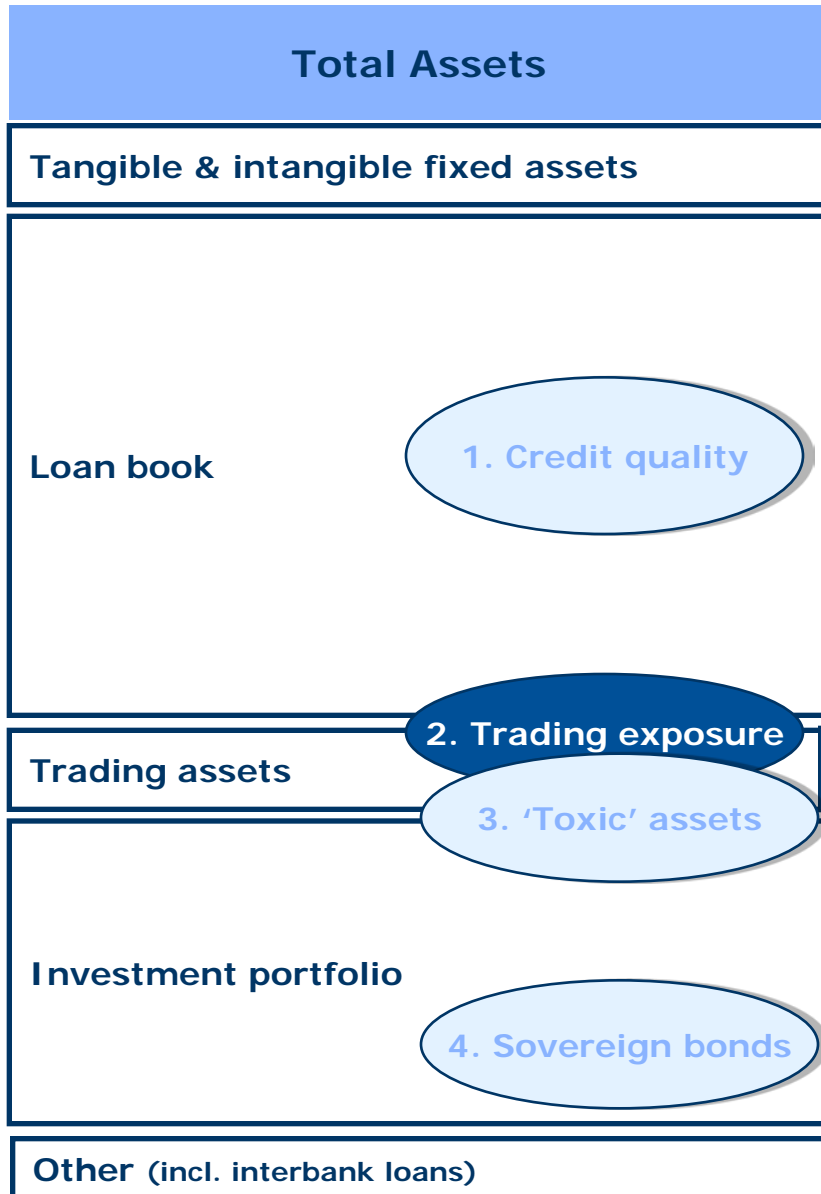 Total Assets
Tangible & intangible fixed assets
Loan book
1. Credit quality
2. Trading exposure
Trading assets
3. ‘Toxic’ assets
Investment portfolio
4. Sovereign bonds
Other (incl. interbank loans)